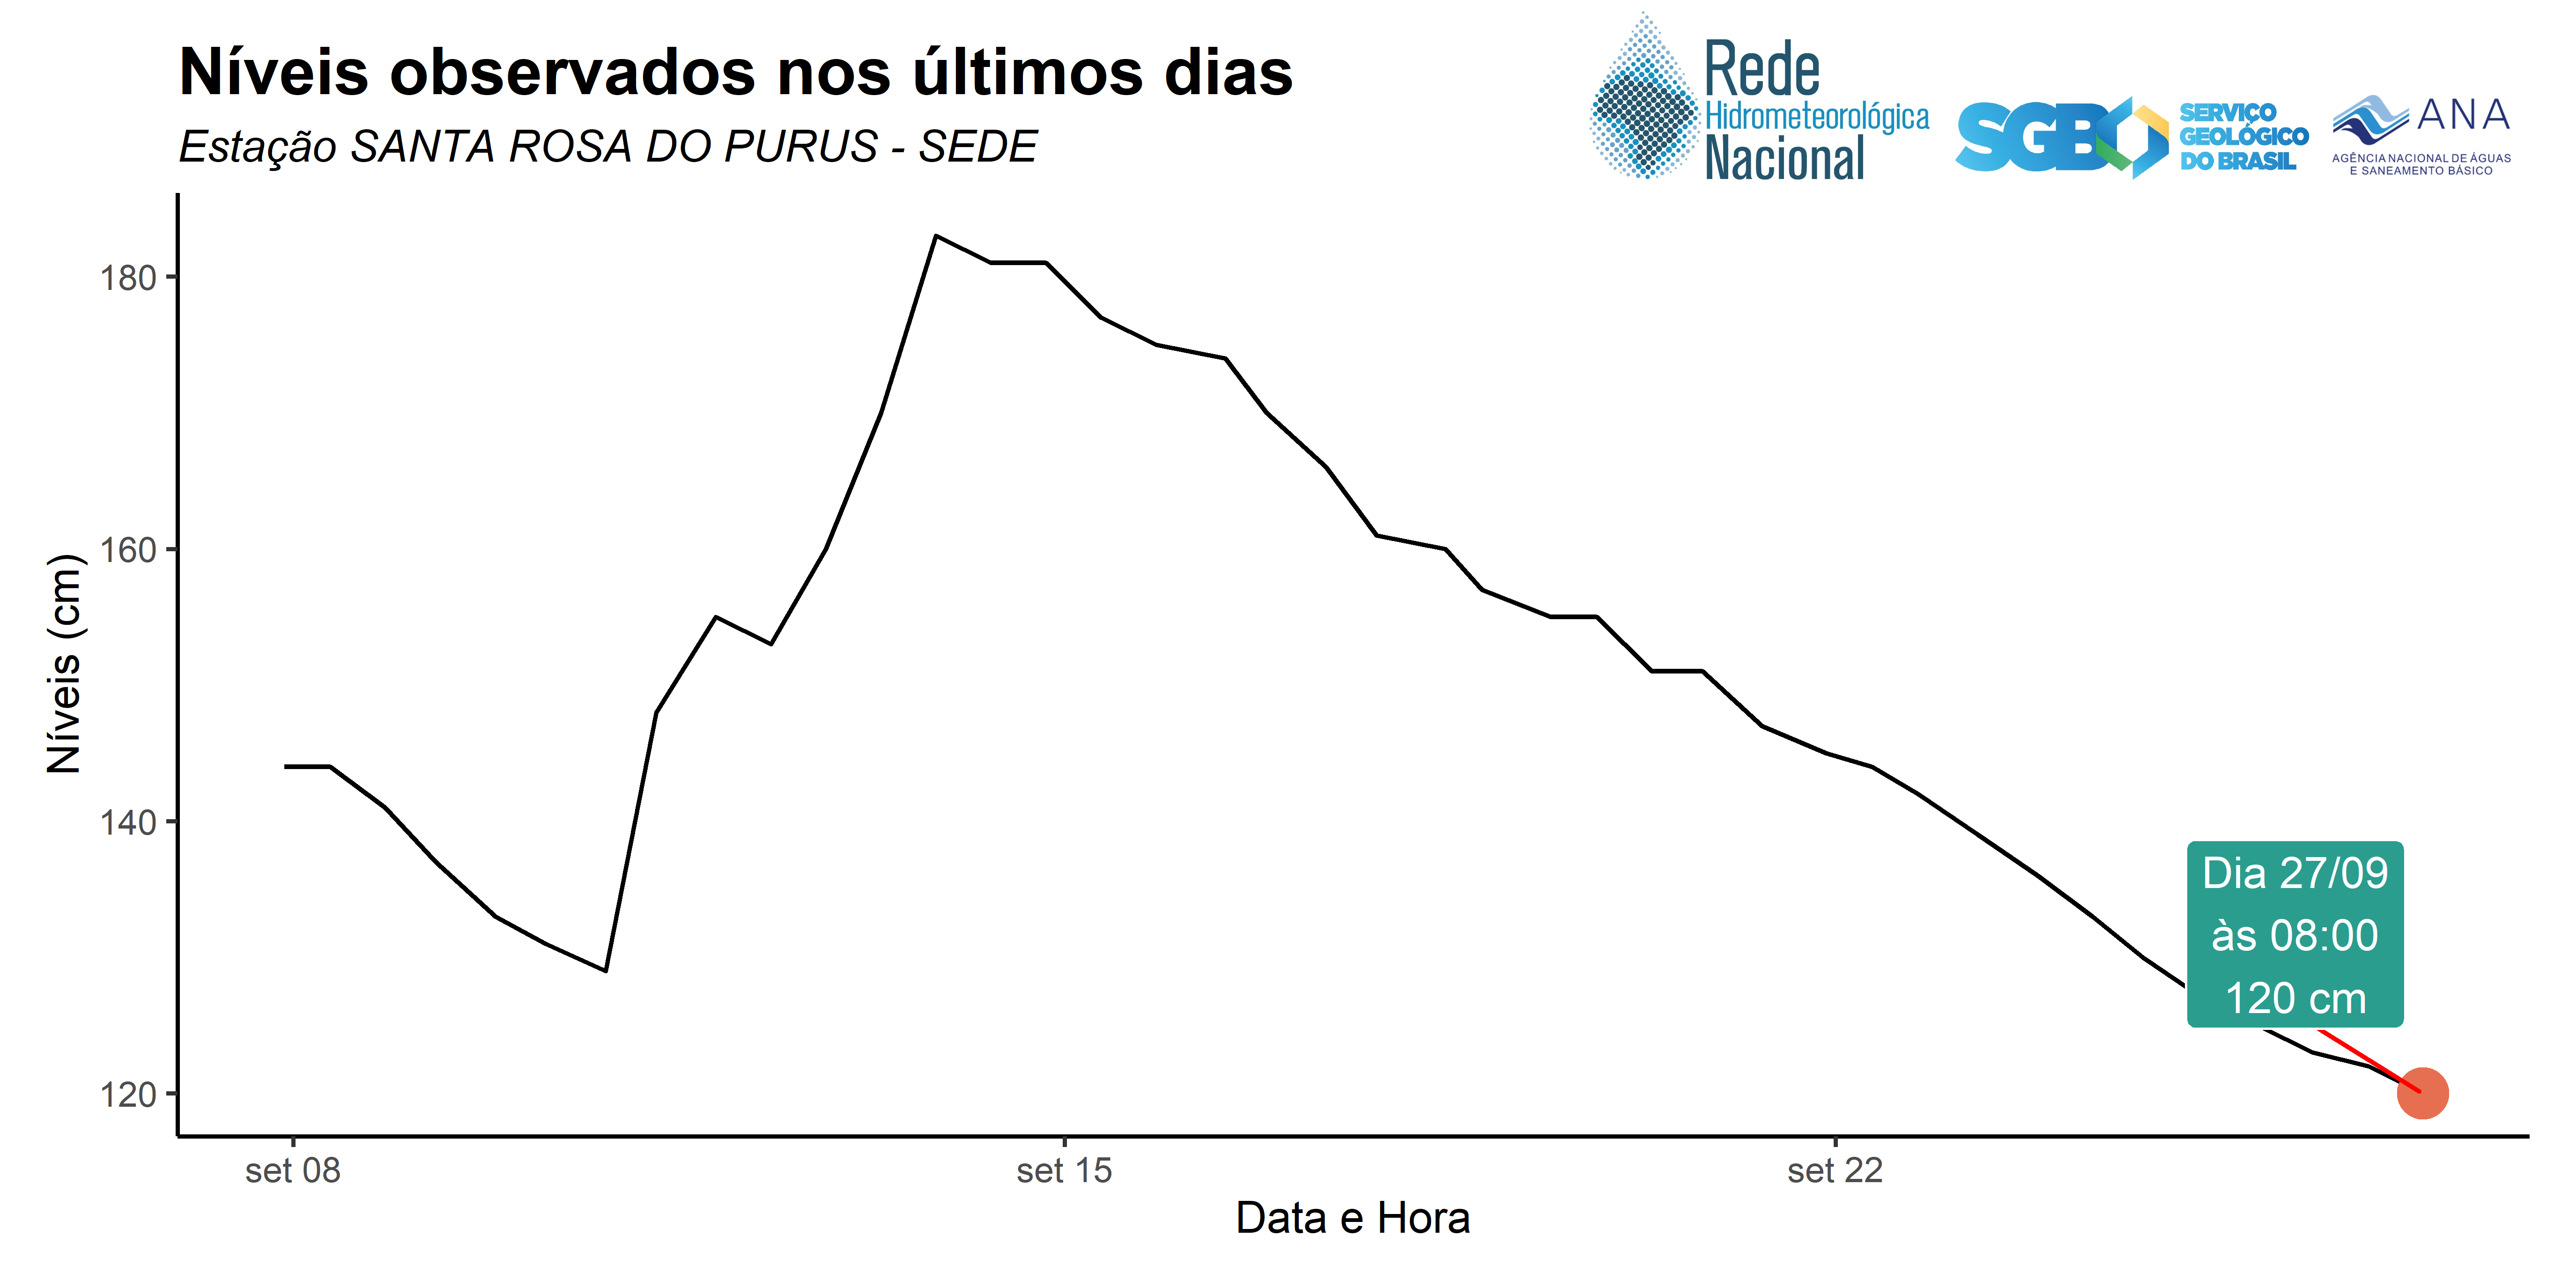 Níveis observados nos últimos dias
Estação SANTA ROSA DO PURUS - SEDE
Rede
Hidrometeorológica
Nacional
SGB
SERVIÇO
GEOLÓGICO
DO BRASIL
ANA
AGÊNCIA NACIONAL DE ÁGUAS
E SANEAMENTO BÁSICO
Níveis (cm)
180
160
140
120
Dia 27/09
às 08:00
120 cm
set 08
set 15
set 22
Data e Hora